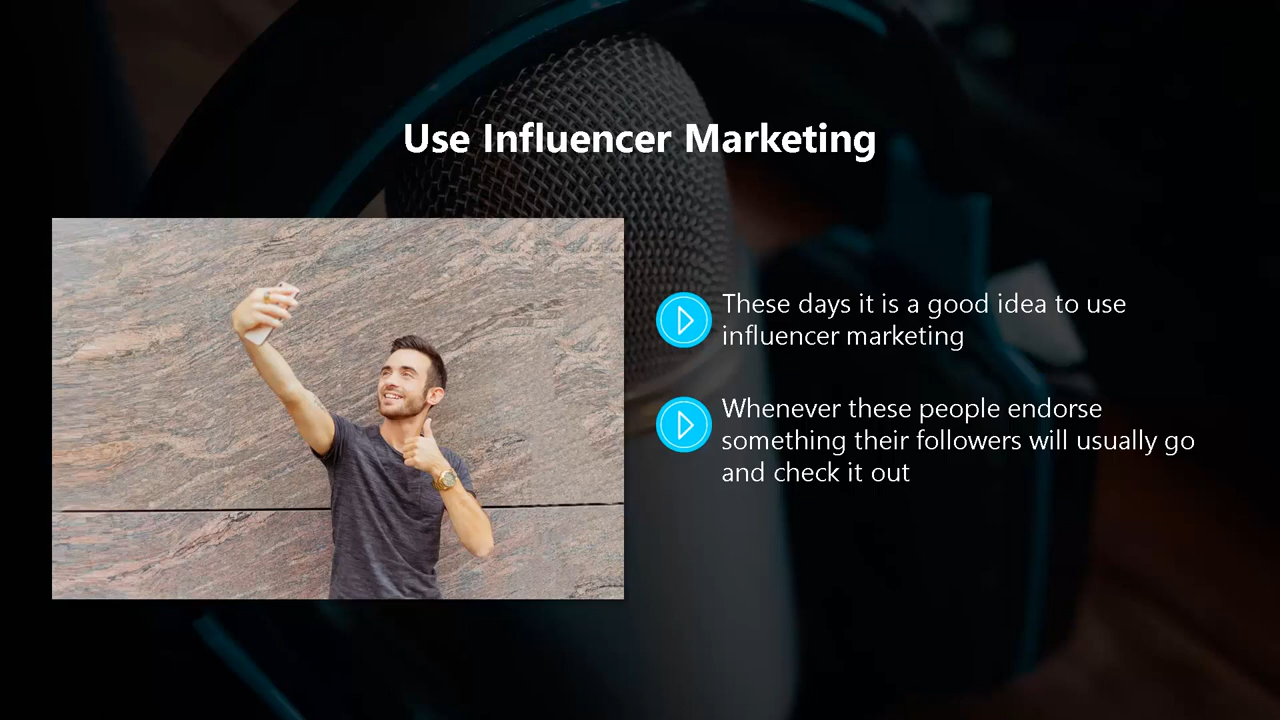 Use Influencer Marketing
These days it is a good idea to use
influencer marketing
Whenever these people endorse
something their followers will usually go
and check it out